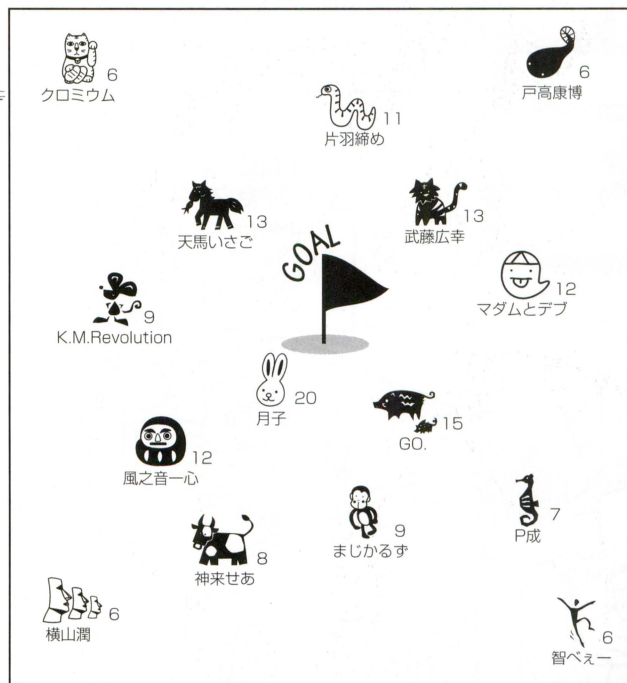 6
クロミウム
6
戸高康博
11
片羽締め
13
天馬いさご
13
武藤広幸
GOAL
12
マダムとデブ
9
K.M.Revolution
20
月子
15
GO.
12
風之音一心
9
まじかるず
7
P成
8
神来せあ
6
横山潤
6
智べぇー